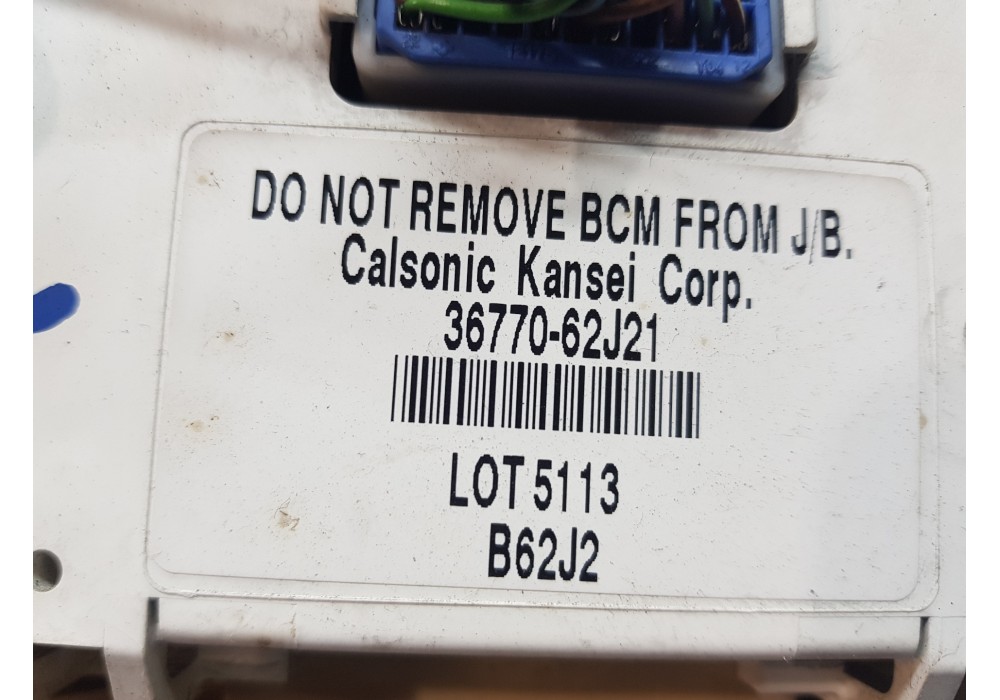 DO NOT REMOVE BCM FROM J/B.
Calsonic Kansei Corp.
36770-62J21
LOT 5113
B62J2